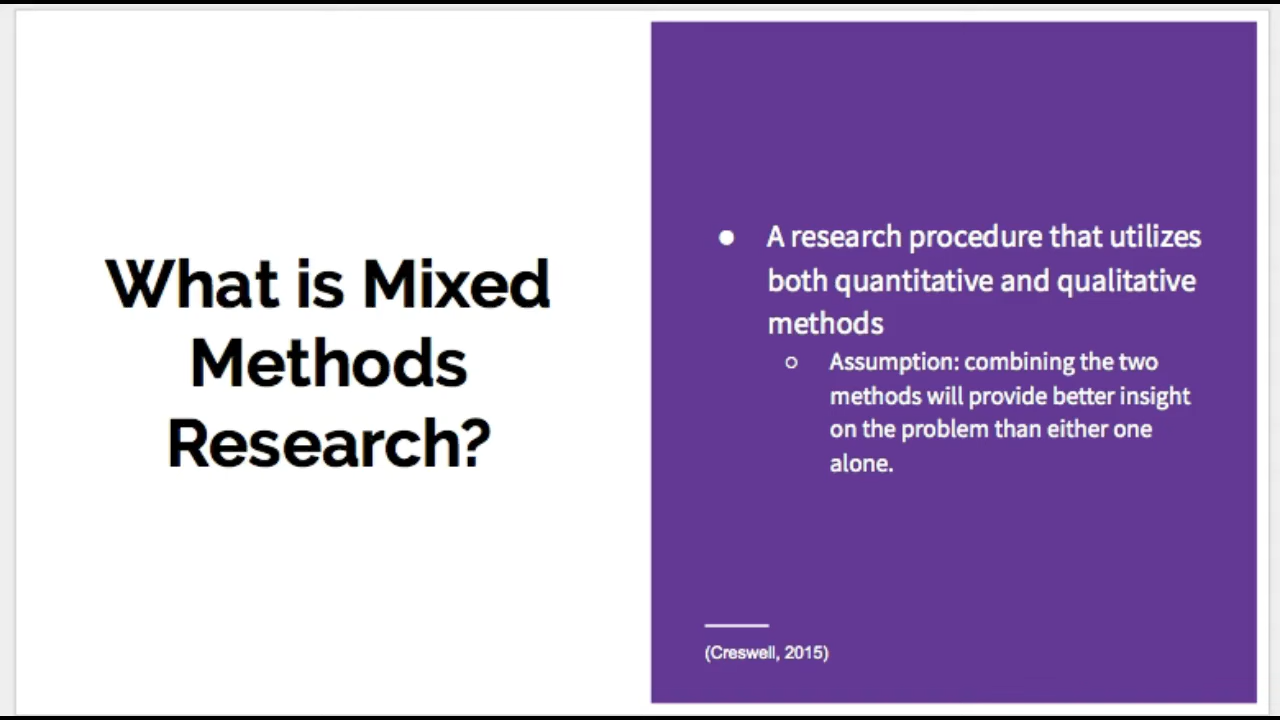 What is Mixed
Methods
Research?
● A research procedure that utilizes
both quantitative and qualitative
methods
○ Assumption: combining the two
methods will provide better insight
on the problem than either one
alone.
(Creswell, 2015)